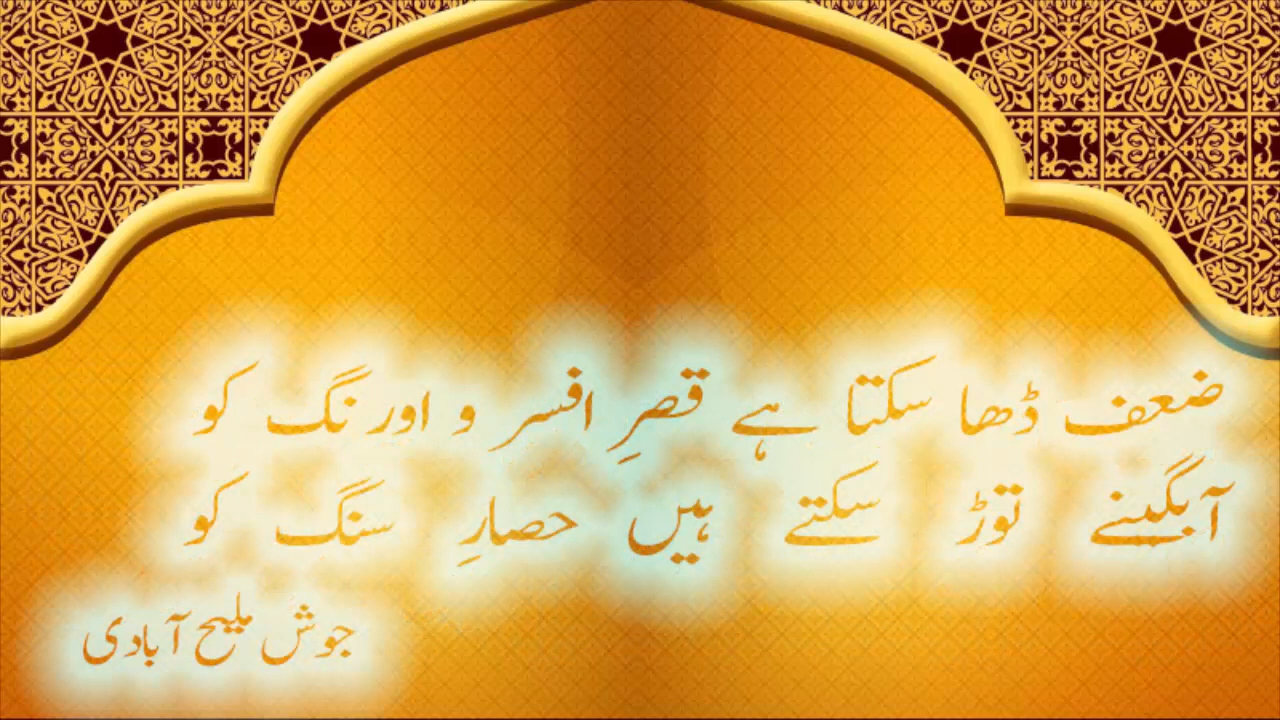 ضعف ڈھا سکتا ہے قصرِ افسر و اورنگ کو
آبگینے توڑ سکتے ہیں حصارِ سنگ کو
جوش ملیح آبادی